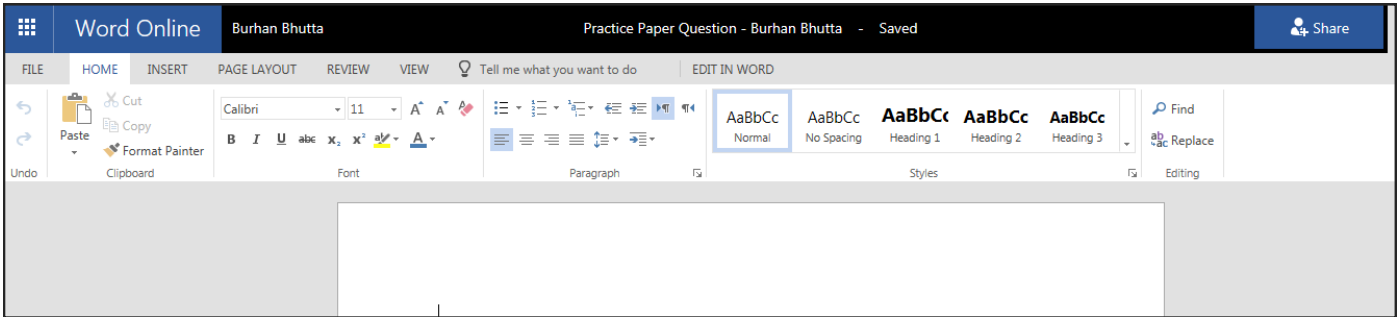 Word Online Burhan Bhutta Practice Paper Question - Burhan Bhutta - Saved Share
FILE HOME INSERT PAGE LAYOUT REVIEW VIEW Tell me what you want to do EDIT IN WORD
Cut
Copy
Paste
Format Painter
Undo Clipboard
Calibri 11 A A
B I U abc x₂ x² ab A
Font
Paragraph
AaBbCc AaBbCc AaBbCc AaBbCc AaBbCc
Normal No Spacing Heading 1 Heading 2 Heading 3
Styles
Find
Replace
Editing